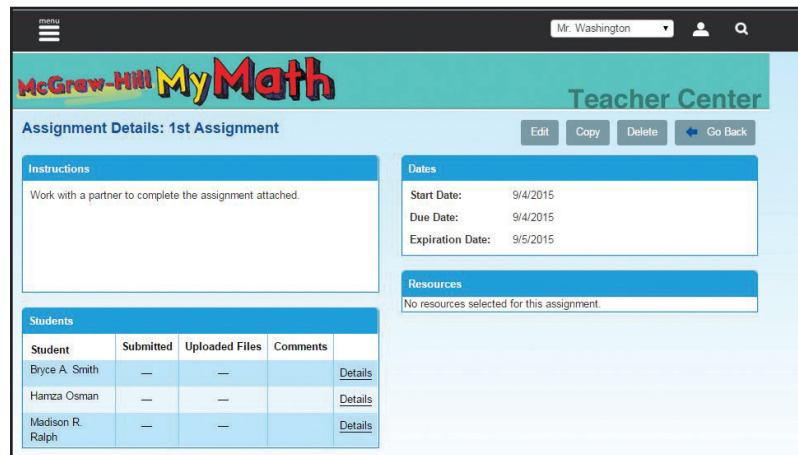 menu
Mr. Washington
McGraw-Hill My Math
Teacher Center
Assignment Details: 1st Assignment
Edit Copy Delete Go Back
Instructions
Work with a partner to complete the assignment attached.
Dates
Start Date: 9/4/2015
Due Date: 9/4/2015
Expiration Date: 9/5/2015
Resources
No resources selected for this assignment.
Students
Student Submitted Uploaded Files Comments
Bryce A. Smith — — Details
Hamza Osman — — Details
Madison R.
Ralph — — Details